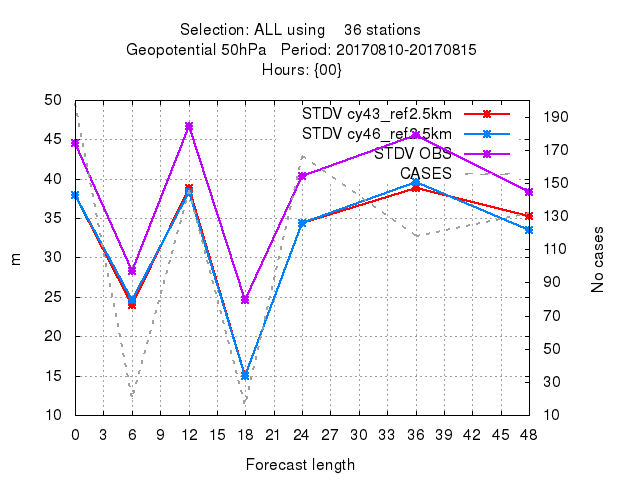 Selection: ALL using 36 stations
Geopotential 50hPa Period: 20170810-20170815
Hours: {00}
STDV cy43_ref2.5km
STDV cy46_ref2.5km
STDV OBS
CASES
50
45
40
35
30
25
20
15
10
m
190
170
150
130
110
90
70
50
30
10
No cases
0 3 6 9 12 15 18 21 24 27 30 33 36 39 42 45 48
Forecast length